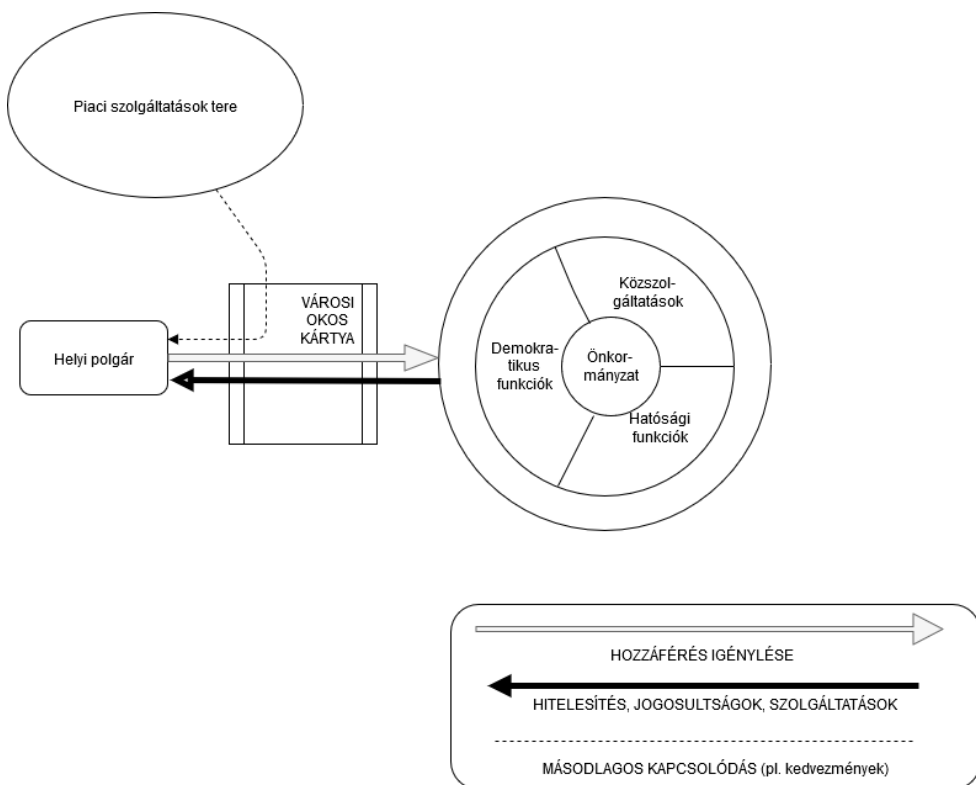 Piaci szolgáltatások tere
VÁROSI
OKOS
KÁRTYA
Helyi polgár
Közszol-
gáltatások
Demokra-
tikus
funkciók
Önkor-
mányzat
Hatósági
funkciók
HOZZÁFÉRÉS IGÉNYLÉSE
HITELESÍTÉS, JOGOSULTSÁGOK, SZOLGÁLTATÁSOK
MÁSODLAGOS KAPCSOLÓDÁS (pl. kedvezmények)